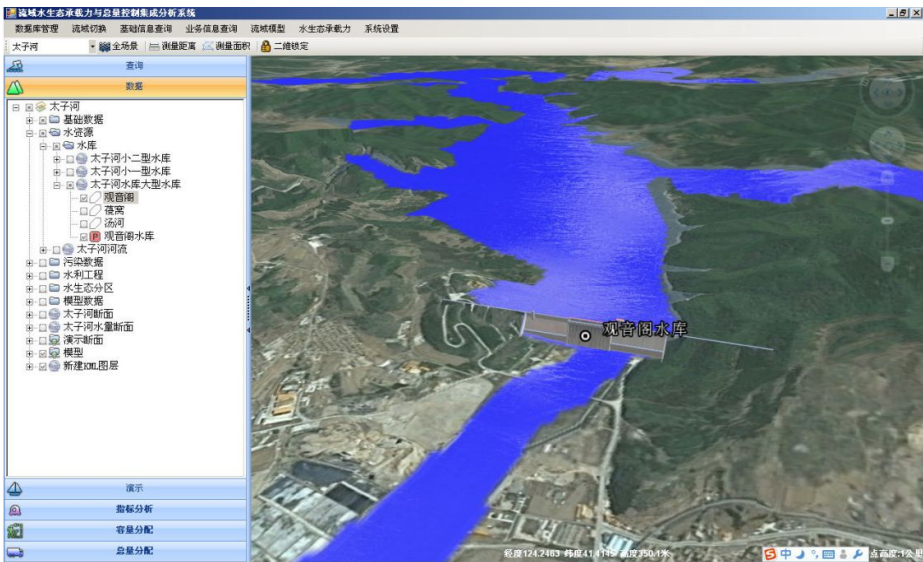 流域水生态承载力与总量控制集成分析系统
数据库管理 流域切换 基础信息查询 业务信息查询 流域模型 水生态承载力 系统设置
太子河 全场景 测量距离 测量面积 二维锁定
查询
数据
太子河
基础数据
水资源
水库
太子河小二型水库
太子河小一型水库
太子河水库大型水库
观音阁
葠窝
汤河
P 观音阁水库
太子河河流
污染数据
水利工程
水生态分区
模型数据
太子河断面
太子河水量断面
演示断面
模型
新建KML图层
观音阁水库
演示
指标分析
容量分配
总量分配
经度124.2463 纬度41.4145 高度350.1米
中
点高度:1公里